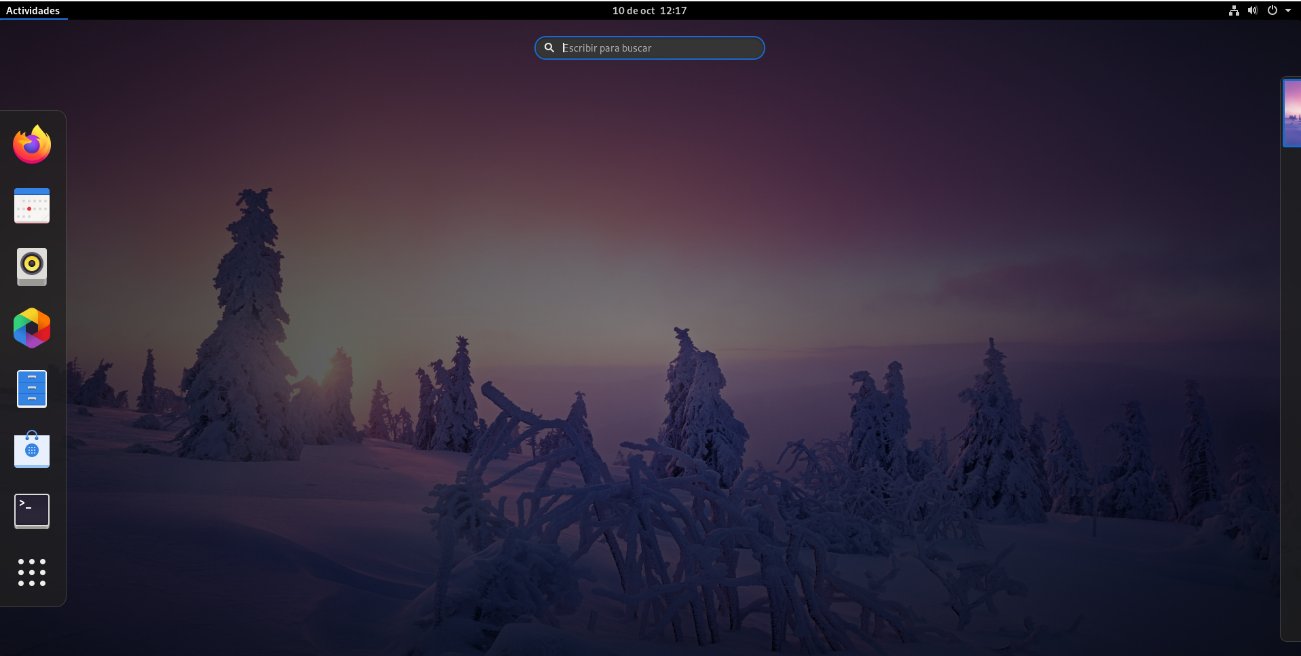 Actividades
10 de oct 12:17
Escribir para buscar
>_